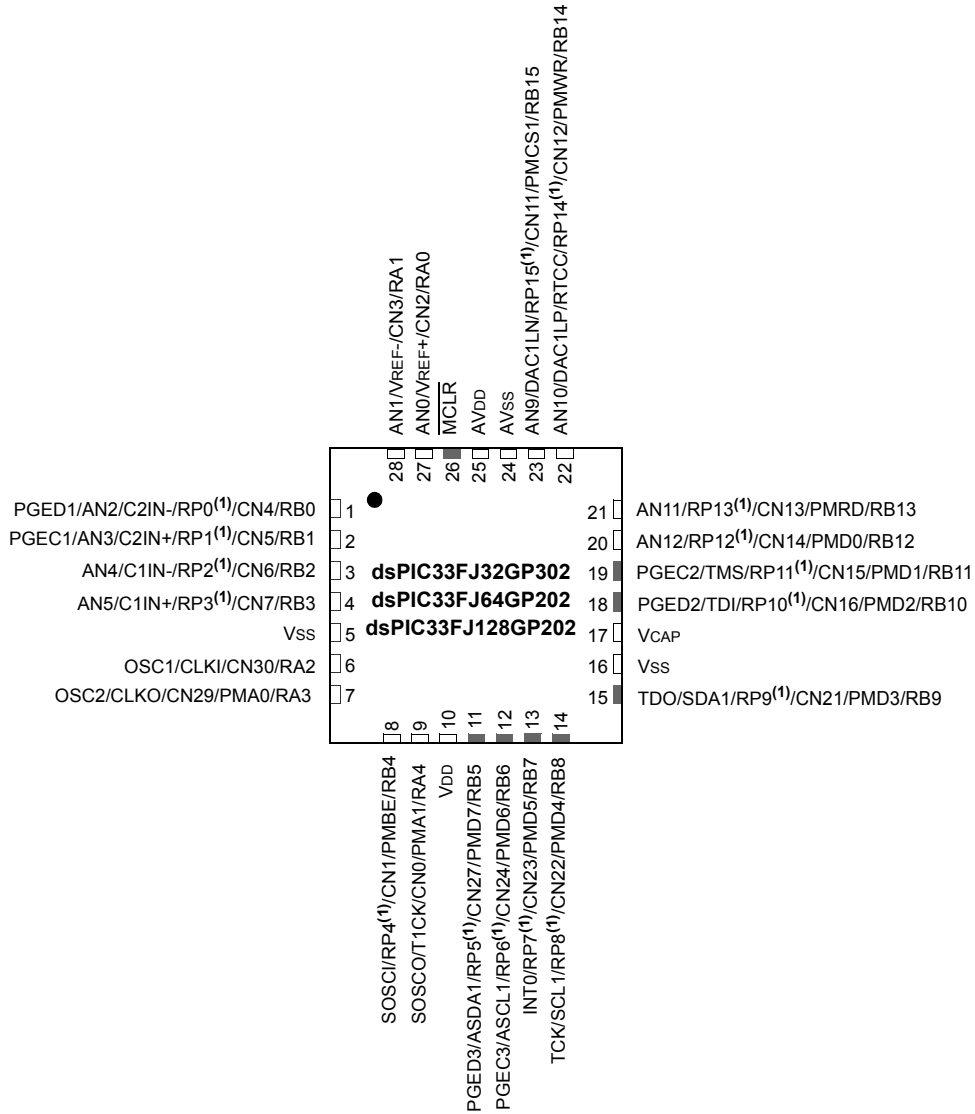 AN1/VREF-/CN3/RA1
AN0/VREF+/CN2/RA0
MCLR
AVDD
AVSS
AN9/DAC1LN/RP15(1)/CN11/PMCS1/RB15
AN10/DAC1LP/RTCC/RP14(1)/CN12/PMWR/RB14
28 27 26 25 24 23 22
PGED1/AN2/C2IN-/RP0(1)/CN4/RB0 1
PGEC1/AN3/C2IN+/RP1(1)/CN5/RB1 2
AN4/C1IN-/RP2(1)/CN6/RB2 3
AN5/C1IN+/RP3(1)/CN7/RB3 4
VSS 5
OSC1/CLKI/CN30/RA2 6
OSC2/CLKO/CN29/PMA0/RA3 7
dsPIC33FJ32GP302
dsPIC33FJ64GP202
dsPIC33FJ128GP202
21 AN11/RP13(1)/CN13/PMRD/RB13
20 AN12/RP12(1)/CN14/PMD0/RB12
19 PGEC2/TMS/RP11(1)/CN15/PMD1/RB11
18 PGED2/TDI/RP10(1)/CN16/PMD2/RB10
17 VCAP
16 VSS
15 TDO/SDA1/RP9(1)/CN21/PMD3/RB9
8 9 10 11 12 13 14
SOSCI/RP4(1)/CN1/PMBE/RB4
SOSCO/T1CK/CN0/PMA1/RA4
VDD
PGED3/ASDA1/RP5(1)/CN27/PMD7/RB5
PGEC3/ASCL1/RP6(1)/CN24/PMD6/RB6
INT0/RP7(1)/CN23/PMD5/RB7
TCK/SCL1/RP8(1)/CN22/PMD4/RB8